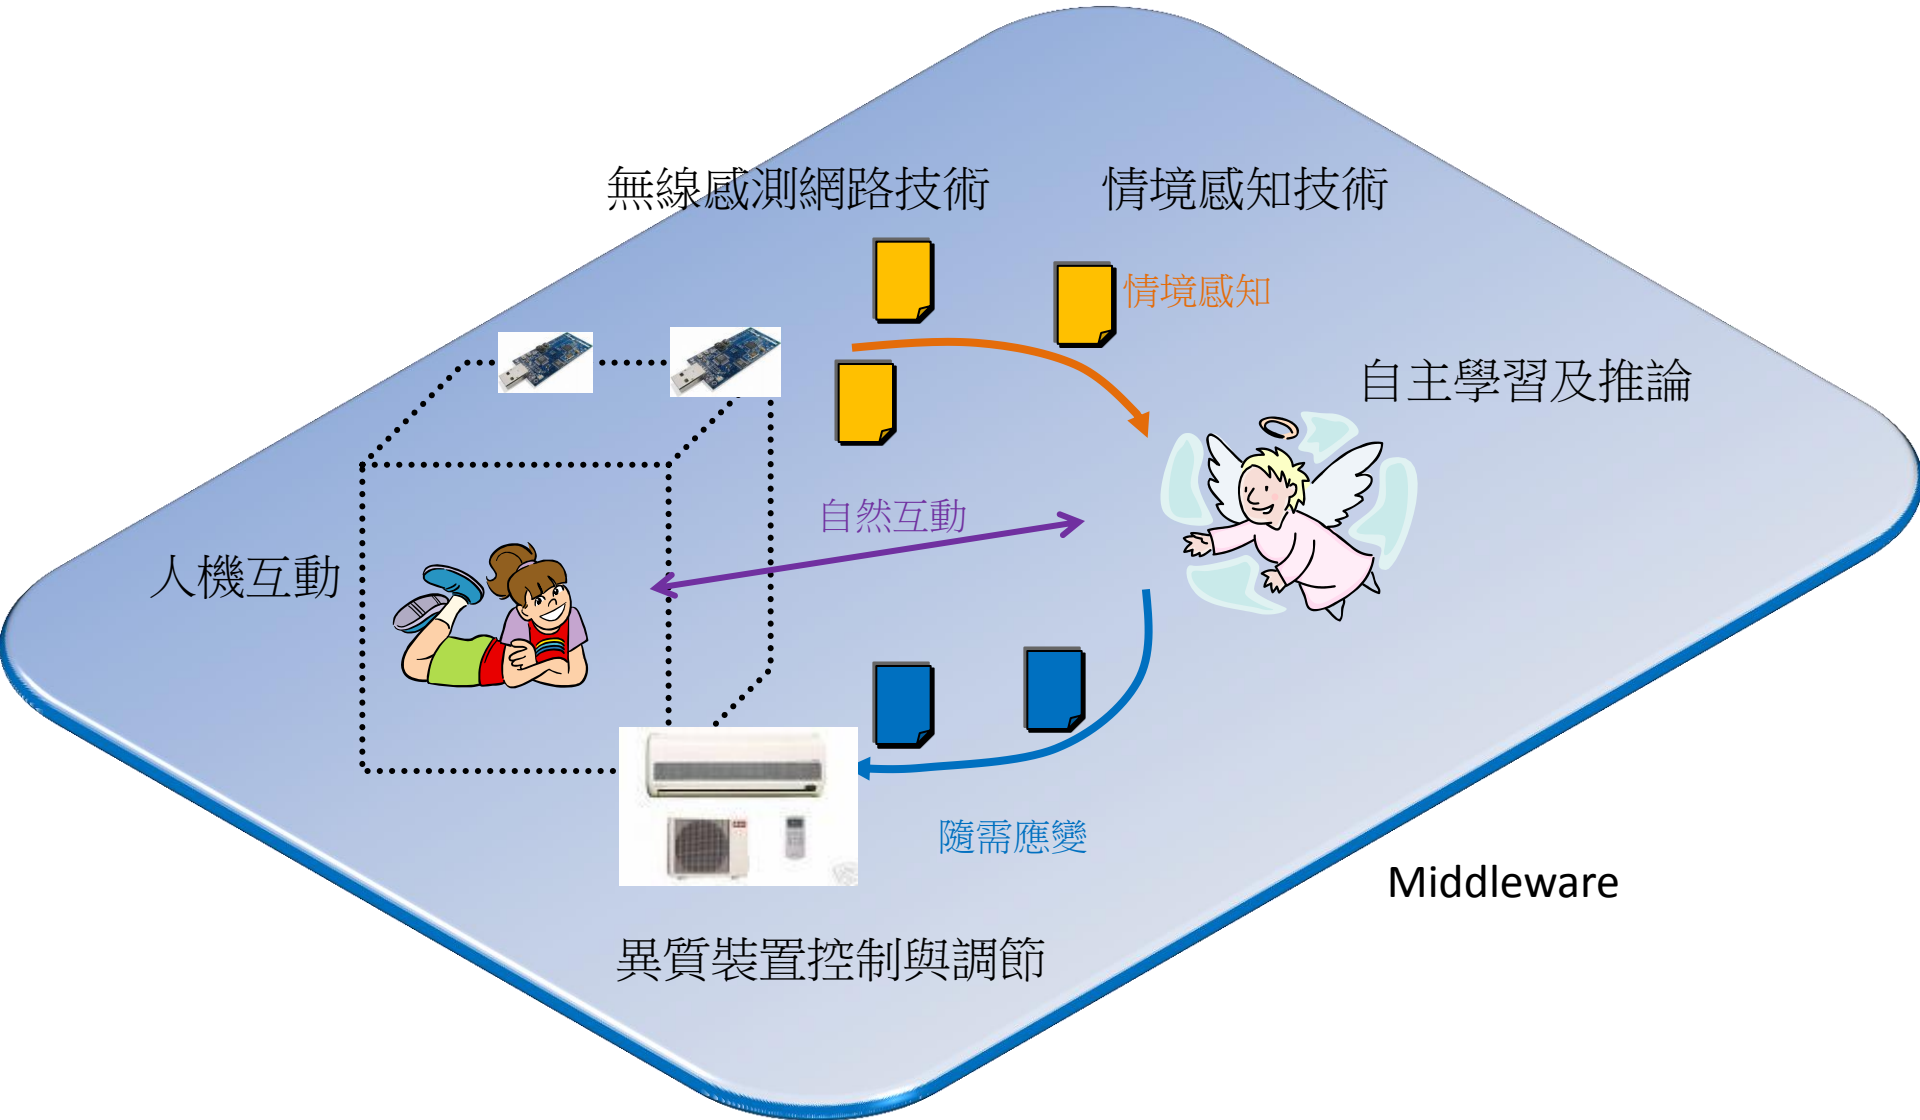 無線感測網路技術
情境感知技術
情境感知
自主學習及推論
自然互動
人機互動
隨需應變
Middleware
異質裝置控制與調節